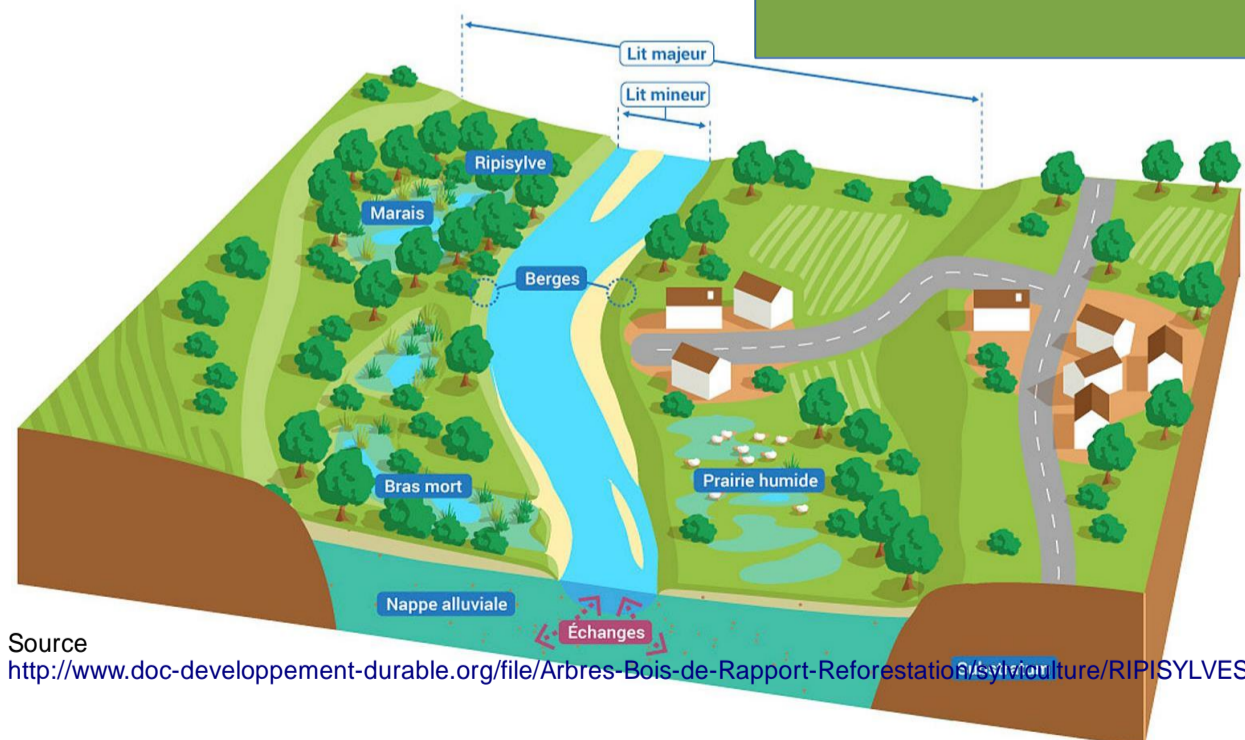 Lit majeur
Lit mineur
Ripisylve
Marais
Berges
Bras mort
Prairie humide
Nappe alluviale
Échanges
Source
Substratum
http://www.doc-developpement-durable.org/file/Arbres-Bois-de-Rapport-Reforestation/sylviculture/RIPISYLVES